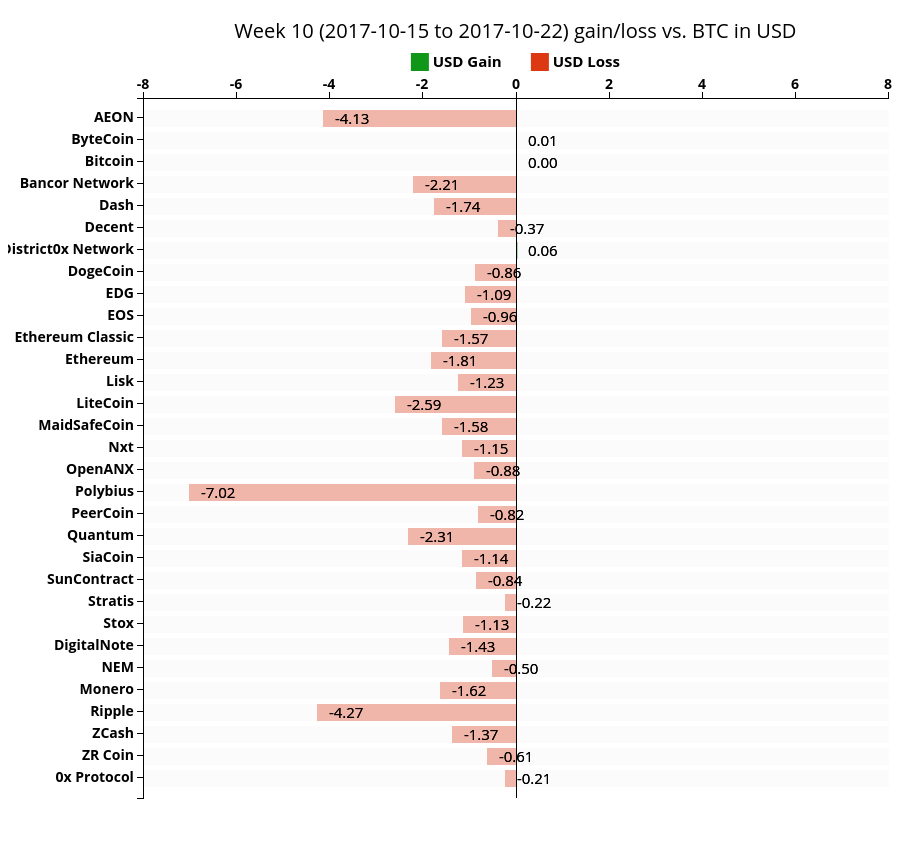 Week 10 (2017-10-15 to 2017-10-22) gain/loss vs. BTC in USD
USD Gain USD Loss
-8 -6 -4 -2 0 2 4 6 8
AEON -4.13
ByteCoin 0.01
Bitcoin 0.00
Bancor Network -2.21
Dash -1.74
Decent -0.37
istrict0x Network 0.06
DogeCoin -0.86
EDG -1.09
EOS -0.96
Ethereum Classic -1.57
Ethereum -1.81
Lisk -1.23
LiteCoin -2.59
MaidSafeCoin -1.58
Nxt -1.15
OpenANX -0.88
Polybius -7.02
PeerCoin -0.82
Quantum -2.31
SiaCoin -1.14
SunContract -0.84
Stratis -0.22
Stox -1.13
DigitalNote -1.43
NEM -0.50
Monero -1.62
Ripple -4.27
ZCash -1.37
ZR Coin -0.61
0x Protocol -0.21